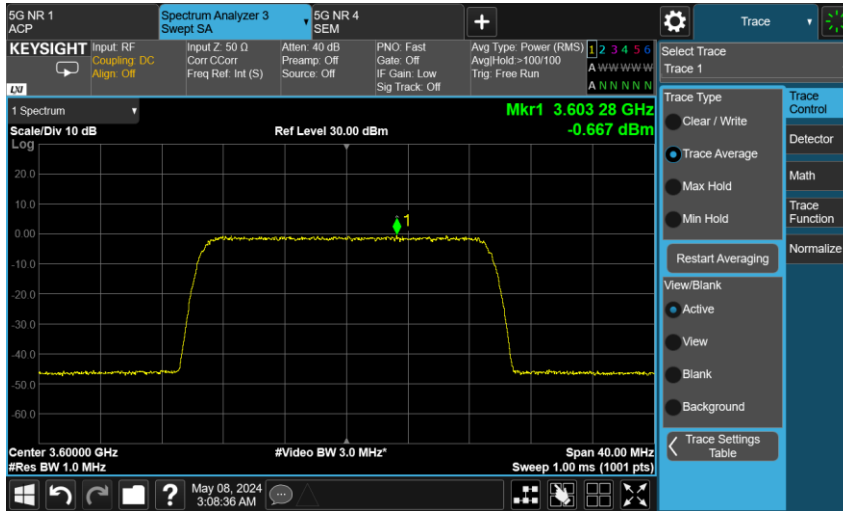 5G NR 1
ACP
Spectrum Analyzer 3
Swept SA
5G NR 4
SEM
Trace
KEYSIGHT
Input: RF
Coupling: DC
Align: Off
Input Z: 50 Ω
Corr CCorr
Freq Ref: Int (S)
Atten: 40 dB
Preamp: Off
Source: Off
PNO: Fast
Gate: Off
IF Gain: Low
Sig Track: Off
Avg Type: Power (RMS)
Avg|Hold:>100/100
Trig: Free Run
1 2 3 4 5 6
A W W W W W
A N N N N N
LXI
Select Trace
Trace 1
1 Spectrum
Scale/Div 10 dB
Ref Level 30.00 dBm
Mkr1 3.603 28 GHz
-0.667 dBm
Log
20.0
10.0
0.00
-10.0
-20.0
-30.0
-40.0
-50.0
-60.0
1
Center 3.60000 GHz
#Res BW 1.0 MHz
#Video BW 3.0 MHz*
Span 40.00 MHz
Sweep 1.00 ms (1001 pts)
Trace Type
Clear / Write
Trace Average
Max Hold
Min Hold
Restart Averaging
View/Blank
Active
View
Blank
Background
Trace Settings
Table
Trace
Control
Detector
Math
Trace
Function
Normalize
?
May 08, 2024
3:08:36 AM